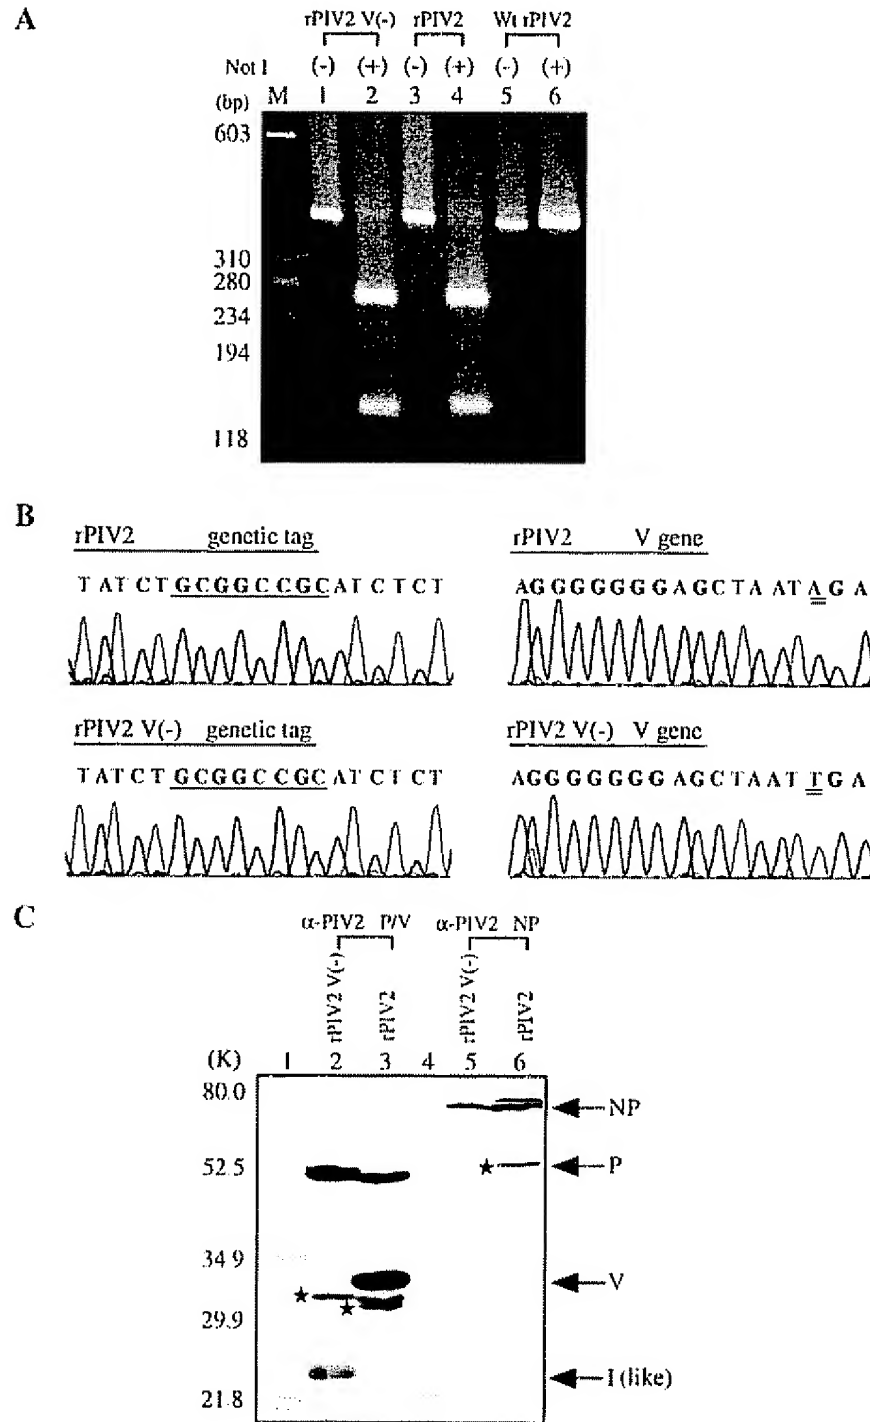 A
rPIV2 V(-) rPIV2 Wt rPIV2
Not I (-) (+) (-) (+) (-) (+)
(bp) M 1 2 3 4 5 6
603
310
280
234
194
118
B
rPIV2 genetic tag
TATCTGCGGCCGCATCTCT
rPIV2 V gene
AGGGGGGGAGCTAATAGA
rPIV2 V(-) genetic tag
TATCTGCGGCCGCATCTCT
rPIV2 V(-) V gene
AGGGGGGGAGCTAATTGA
C
α-PIV2 P/V α-PIV2 NP
rPIV2 V(-) rPIV2 rPIV2 V(-) rPIV2
(K) 1 2 3 4 5 6
80.0
NP
52.5
P
34.9
V
29.9
I (like)
21.8